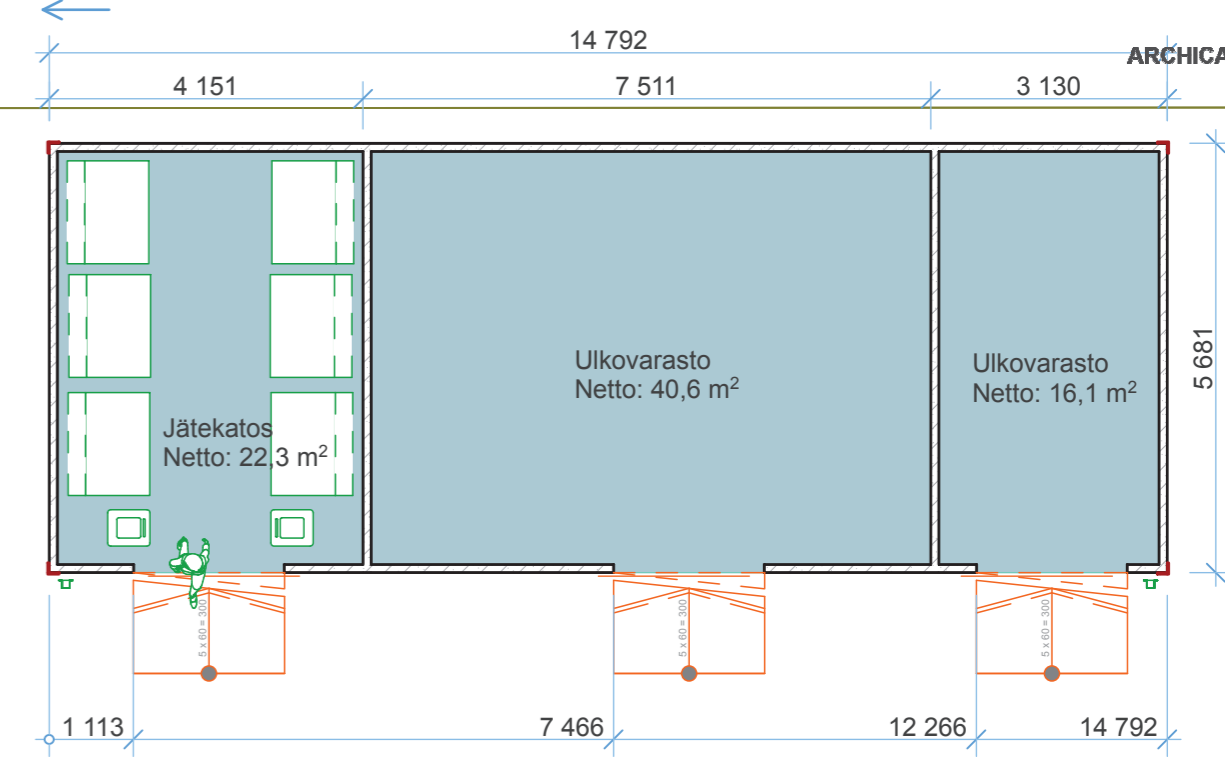 14 792
ARCHICA
4 151
7 511
3 130
5 681
Ulkovarasto
Netto: 40,6 m²
Ulkovarasto
Netto: 16,1 m²
Jätekatos
Netto: 22,3 m²
5 x 60 = 300
5 x 60 = 300
5 x 60 = 300
1 113
7 466
12 266
14 792